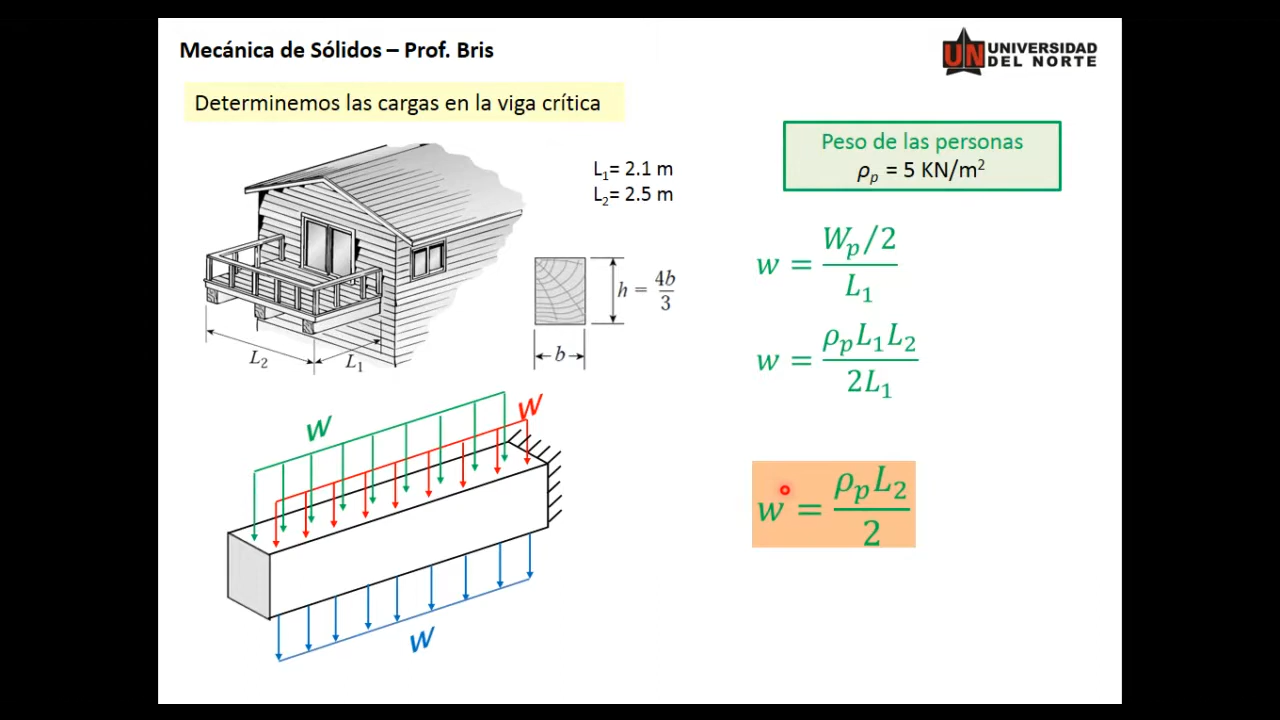 Mecánica de Sólidos – Prof. Bris
UN UNIVERSIDAD
DEL NORTE
Determinemos las cargas en la viga crítica
L₁= 2.1 m
L₂= 2.5 m
Peso de las personas
ρₚ = 5 KN/m²
h = 4b/3
b
L₂
L₁
w = (Wₚ/2)/L₁
w = (ρₚL₁L₂)/(2L₁)
w = (ρₚL₂)/2
W
W
W